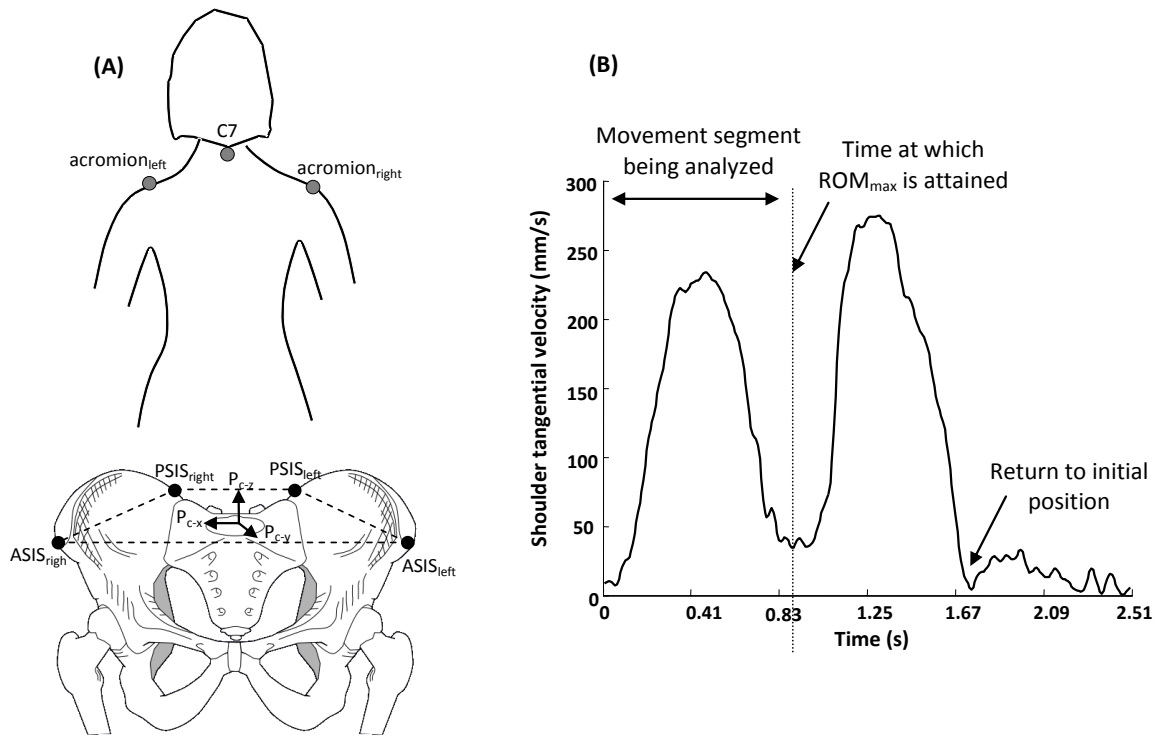 (A)
C7
acromionleft
acromionright
PSISright
PSISleft
Pc-z
Pc-x
Pc-y
ASISrigh
ASISleft
(B)
Movement segment
being analyzed
Time at which
ROMmax is attained
Return to initial
position
Shoulder tangential velocity (mm/s)
300
250
200
150
100
50
0
0 0.41 0.83 1.25 1.67 2.09 2.51
Time (s)